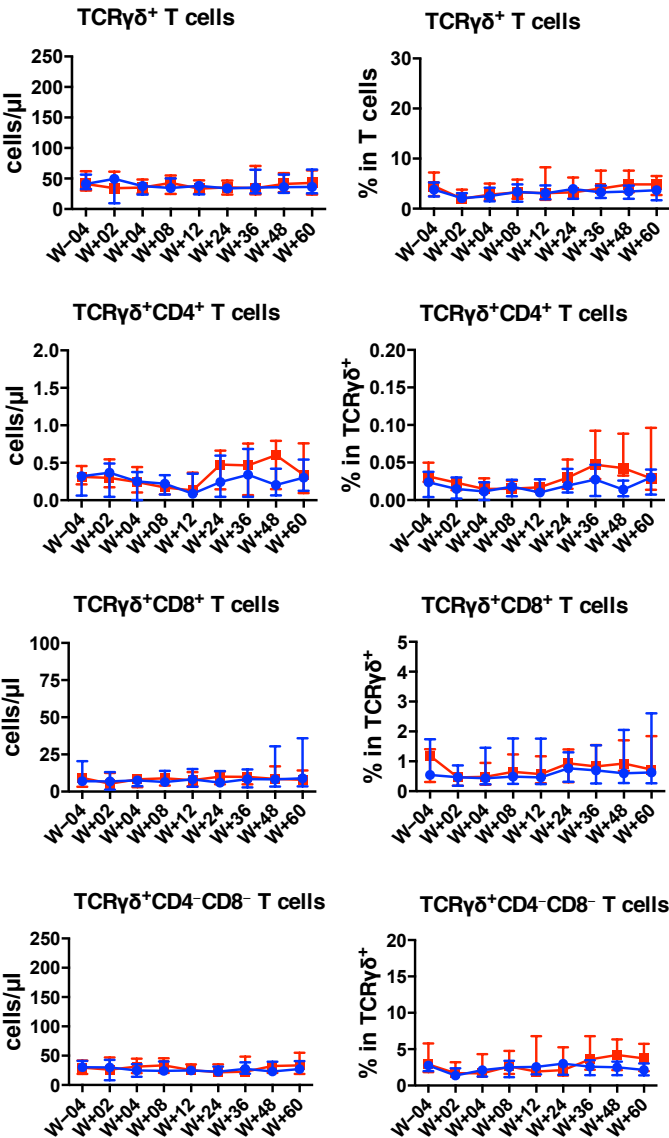 TCRγδ⁺ T cells
cells/µl
250
200
150
100
50
0
W−04 W+02 W+04 W+08 W+12 W+24 W+36 W+48 W+60
TCRγδ⁺ T cells
% in T cells
30
20
10
0
W−04 W+02 W+04 W+08 W+12 W+24 W+36 W+48 W+60
TCRγδ⁺CD4⁺ T cells
cells/µl
2.0
1.5
1.0
0.5
0.0
W−04 W+02 W+04 W+08 W+12 W+24 W+36 W+48 W+60
TCRγδ⁺CD4⁺ T cells
% in TCRγδ⁺
0.20
0.15
0.10
0.05
0.00
W−04 W+02 W+04 W+08 W+12 W+24 W+36 W+48 W+60
TCRγδ⁺CD8⁺ T cells
cells/µl
100
75
50
25
0
W−04 W+02 W+04 W+08 W+12 W+24 W+36 W+48 W+60
TCRγδ⁺CD8⁺ T cells
% in TCRγδ⁺
5
4
3
2
1
0
W−04 W+02 W+04 W+08 W+12 W+24 W+36 W+48 W+60
TCRγδ⁺CD4⁻CD8⁻ T cells
cells/µl
250
200
150
100
50
0
W−04 W+02 W+04 W+08 W+12 W+24 W+36 W+48 W+60
TCRγδ⁺CD4⁻CD8⁻ T cells
% in TCRγδ⁺
20
15
10
5
0
W−04 W+02 W+04 W+08 W+12 W+24 W+36 W+48 W+60